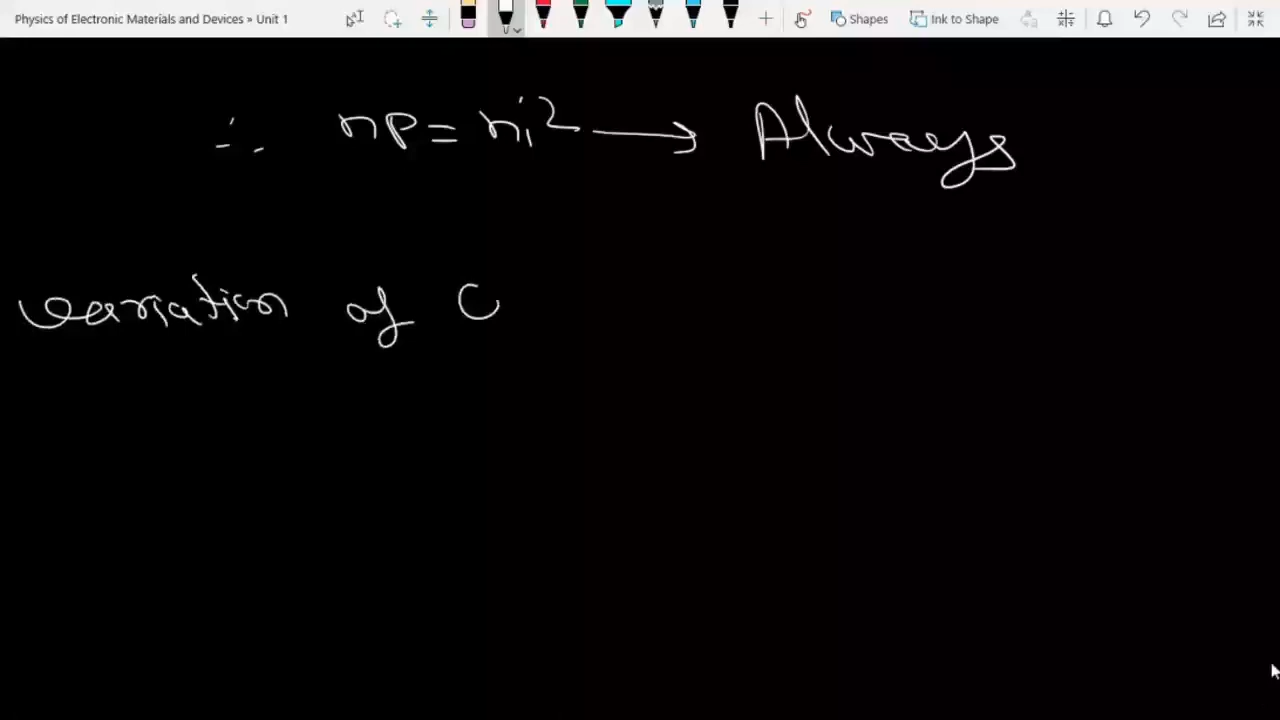 Physics of Electronic Materials and Devices » Unit 1
Shapes
Ink to Shape
∴ np = ni² → Always
variation of C